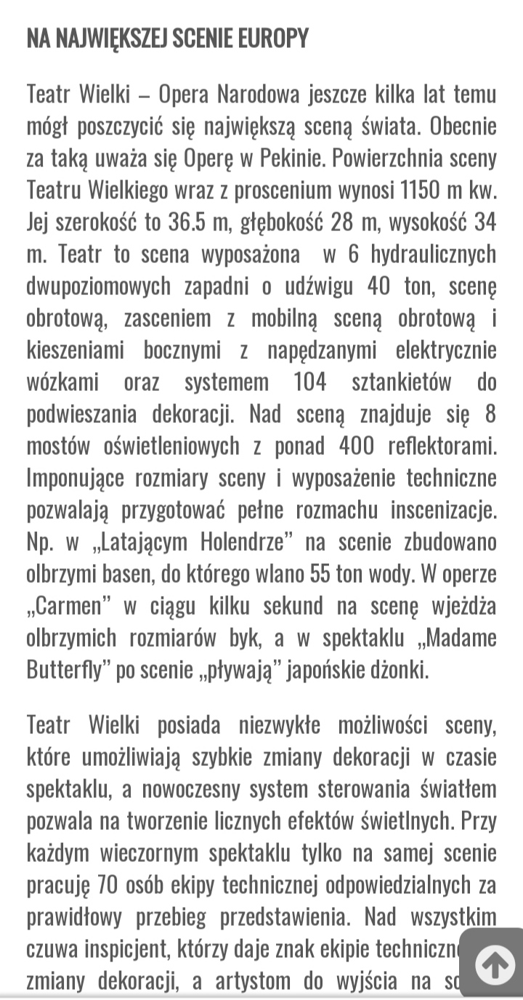 NA NAJWIĘKSZEJ SCENIE EUROPY
Teatr Wielki – Opera Narodowa jeszcze kilka lat temu
mógł poszczycić się największą sceną świata. Obecnie
za taką uważa się Operę w Pekinie. Powierzchnia sceny
Teatru Wielkiego wraz z proscenium wynosi 1150 m kw.
Jej szerokość to 36.5 m, głębokość 28 m, wysokość 34
m. Teatr to scena wyposażona w 6 hydraulicznych
dwupoziomowych zapadni o udźwigu 40 ton, scenę
obrotową, zasceniem z mobilną sceną obrotową i
kieszeniami bocznymi z napędzanymi elektrycznie
wózkami oraz systemem 104 sztankietów do
podwieszania dekoracji. Nad sceną znajduje się 8
mostów oświetleniowych z ponad 400 reflektorami.
Imponujące rozmiary sceny i wyposażenie techniczne
pozwalają przygotować pełne rozmachu inscenizacje.
Np. w „Latającym Holendrze” na scenie zbudowano
olbrzymi basen, do którego wlano 55 ton wody. W operze
„Carmen” w ciągu kilku sekund na scenę wjeżdża
olbrzymich rozmiarów byk, a w spektaklu „Madame
Butterfly” po scenie „pływają” japońskie dżonki.
Teatr Wielki posiada niezwykłe możliwości sceny,
które umożliwiają szybkie zmiany dekoracji w czasie
spektaklu, a nowoczesny system sterowania światłem
pozwala na tworzenie licznych efektów świetlnych. Przy
każdym wieczornym spektaklu tylko na samej scenie
pracuję 70 osób ekipy technicznej odpowiedzialnych za
prawidłowy przebieg przedstawienia. Nad wszystkim
czuwa inspicjent, którzy daje znak ekipie
zmiany dekoracji, a artystom do wyjścia na